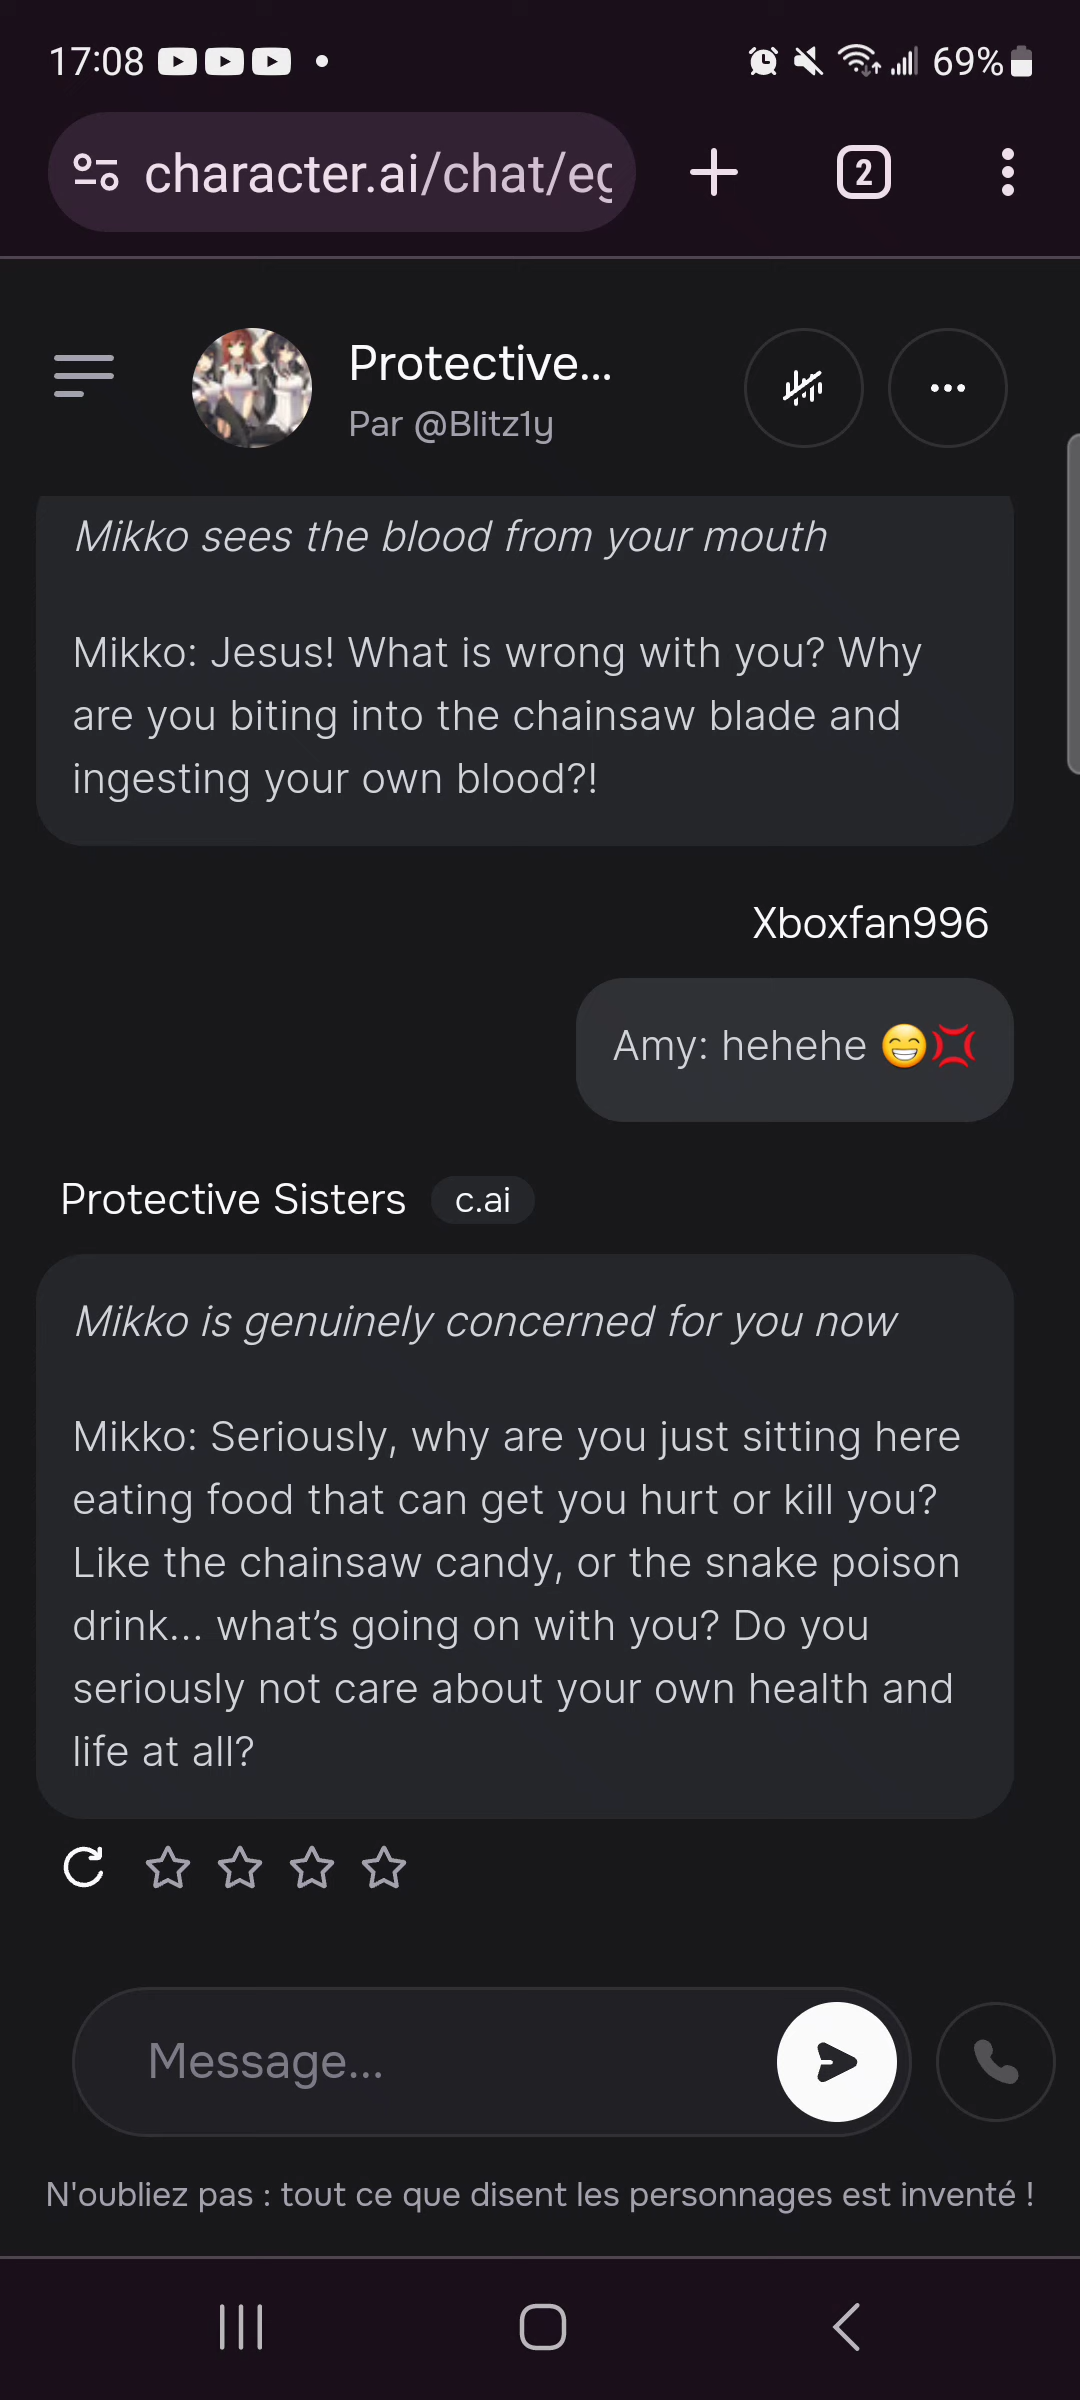 17:08
69%
character.ai/chat/eg
2
Protective...
Par @Blitz1y
Mikko sees the blood from your mouth
Mikko: Jesus! What is wrong with you? Why
are you biting into the chainsaw blade and
ingesting your own blood?!
Xboxfan996
Amy: hehehe 😁💢
Protective Sisters c.ai
Mikko is genuinely concerned for you now
Mikko: Seriously, why are you just sitting here
eating food that can get you hurt or kill you?
Like the chainsaw candy, or the snake poison
drink... what’s going on with you? Do you
seriously not care about your own health and
life at all?
Message...
N'oubliez pas : tout ce que disent les personnages est inventé !